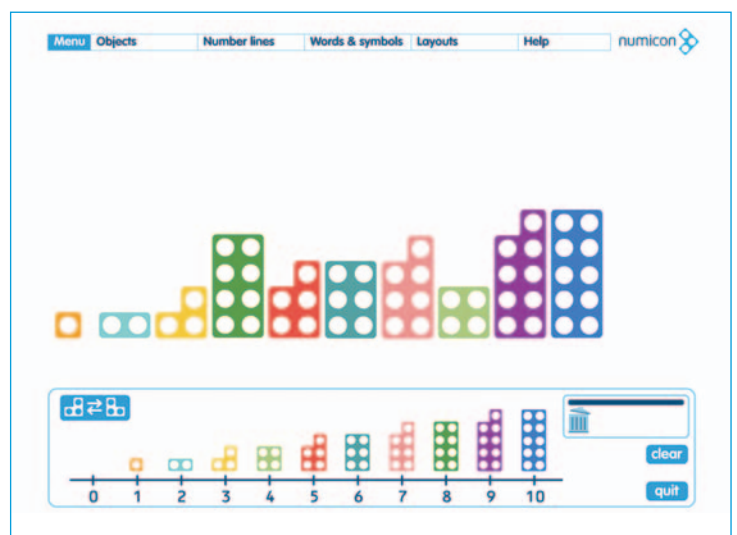 Menu Objects Number lines Words & symbols Layouts Help numicon
clear
0 1 2 3 4 5 6 7 8 9 10
quit